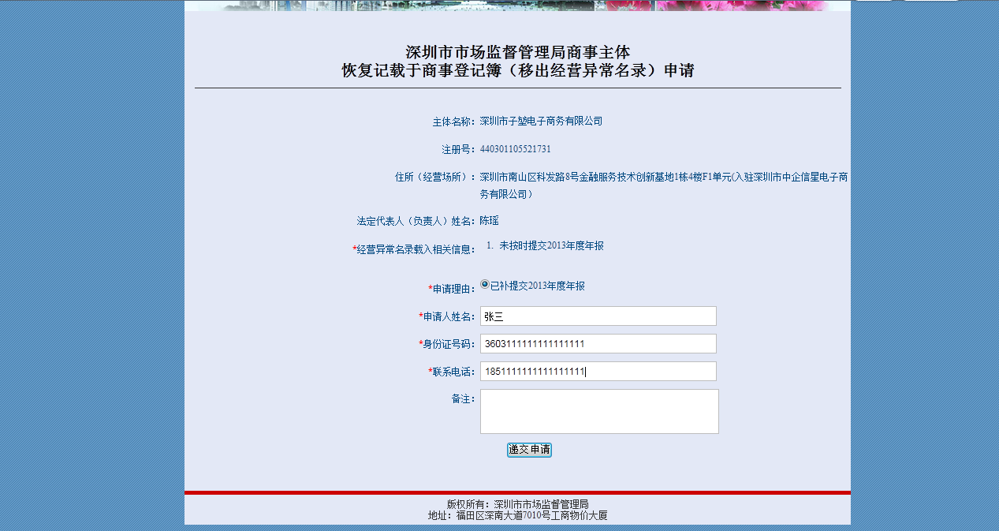 深圳市市场监督管理局商事主体
恢复记载于商事登记簿（移出经营异常名录）申请
主体名称：深圳市子堃电子商务有限公司
注册号：440301105521731
住所（经营场所）：深圳市南山区科发路8号金融服务技术创新基地1栋4楼F1单元(入驻深圳市中企信星电子商
务有限公司）
法定代表人（负责人）姓名：陈瑶
*经营异常名录载入相关信息： 1. 未按时提交2013年度年报
*申请理由：已补提交2013年度年报
*申请人姓名：张三
*身份证号码：3603111111111111111
*联系电话：1851111111111111111
备注：
递交申请
版权所有：深圳市市场监督管理局
地址：福田区深南大道7010号工商物价大厦